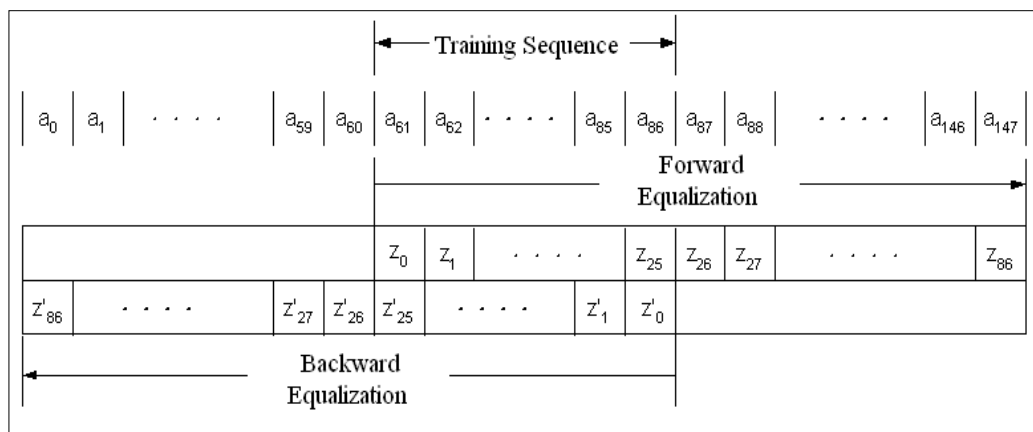 Training Sequence
a0 a1 . . . . a59 a60 a61 a62 . . . . a85 a86 a87 a88 . . . . a146 a147
Forward
Equalization
z0 z1 . . . . z25 z26 z27 . . . . z86
z'86 . . . . z'27 z'26 z'25 . . . . z'1 z'0
Backward
Equalization